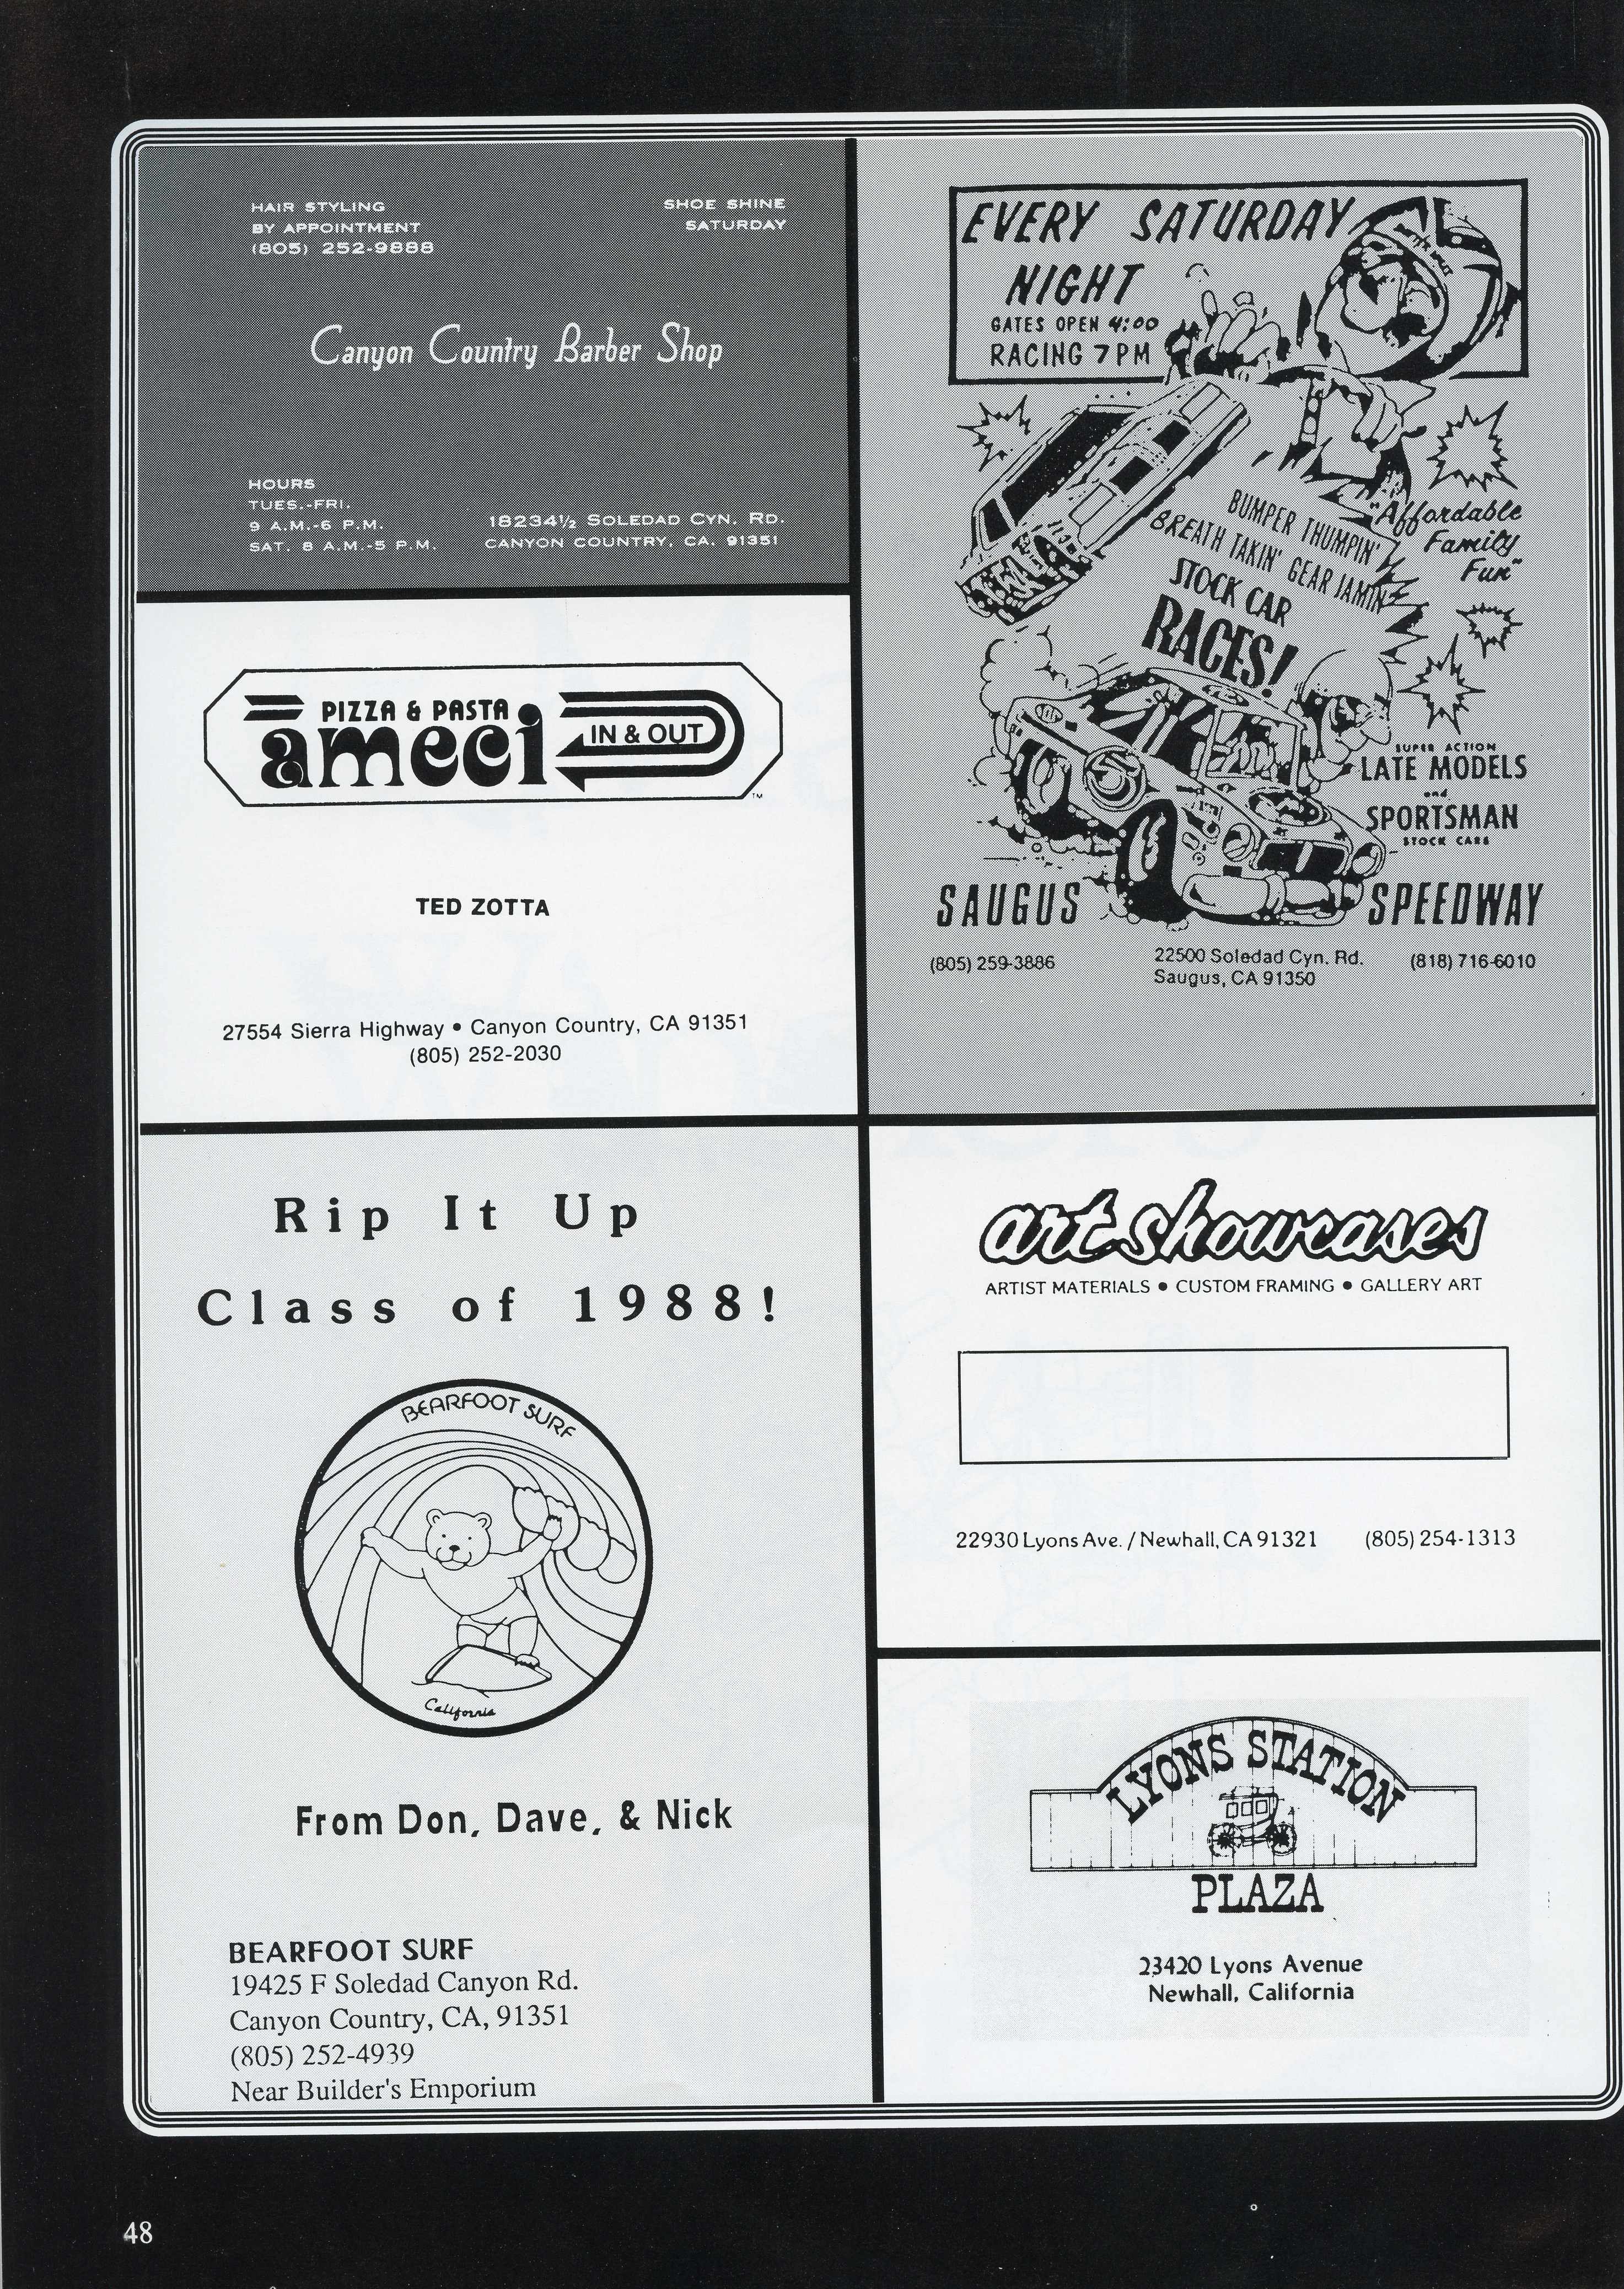 HAIR STYLING
BY APPOINTMENT
(805) 252-9888
SHOE SHINE
SATURDAY
Canyon Country Barber Shop
HOURS
TUES.-FRI.
9 A.M.-6 P.M.
SAT. 8 A.M.-5 P.M.
18234½ SOLEDAD CYN. RD.
CANYON COUNTRY, CA. 91351
EVERY SATURDAY
NIGHT
GATES OPEN 4:00
RACING 7 PM
BUMPER THUMPIN'
BREATH TAKIN' GEAR JAMIN'
STOCK CAR
RACES!
"Affordable
Family
Fun"
SUPER ACTION
LATE MODELS
and
SPORTSMAN
STOCK CARS
SAUGUS SPEEDWAY
(805) 259-3886
22500 Soledad Cyn. Rd.
Saugus, CA 91350
(818) 716-6010
PIZZA & PASTA
ameci
IN & OUT
TM
TED ZOTTA
27554 Sierra Highway • Canyon Country, CA 91351
(805) 252-2030
Rip It Up
Class of 1988!
BEARFOOT SURF
California
From Don, Dave, & Nick
BEARFOOT SURF
19425 F Soledad Canyon Rd.
Canyon Country, CA, 91351
(805) 252-4939
Near Builder's Emporium
art showcases
ARTIST MATERIALS • CUSTOM FRAMING • GALLERY ART
22930 Lyons Ave. / Newhall, CA 91321 (805) 254-1313
LYONS STATION
PLAZA
23420 Lyons Avenue
Newhall, California
48